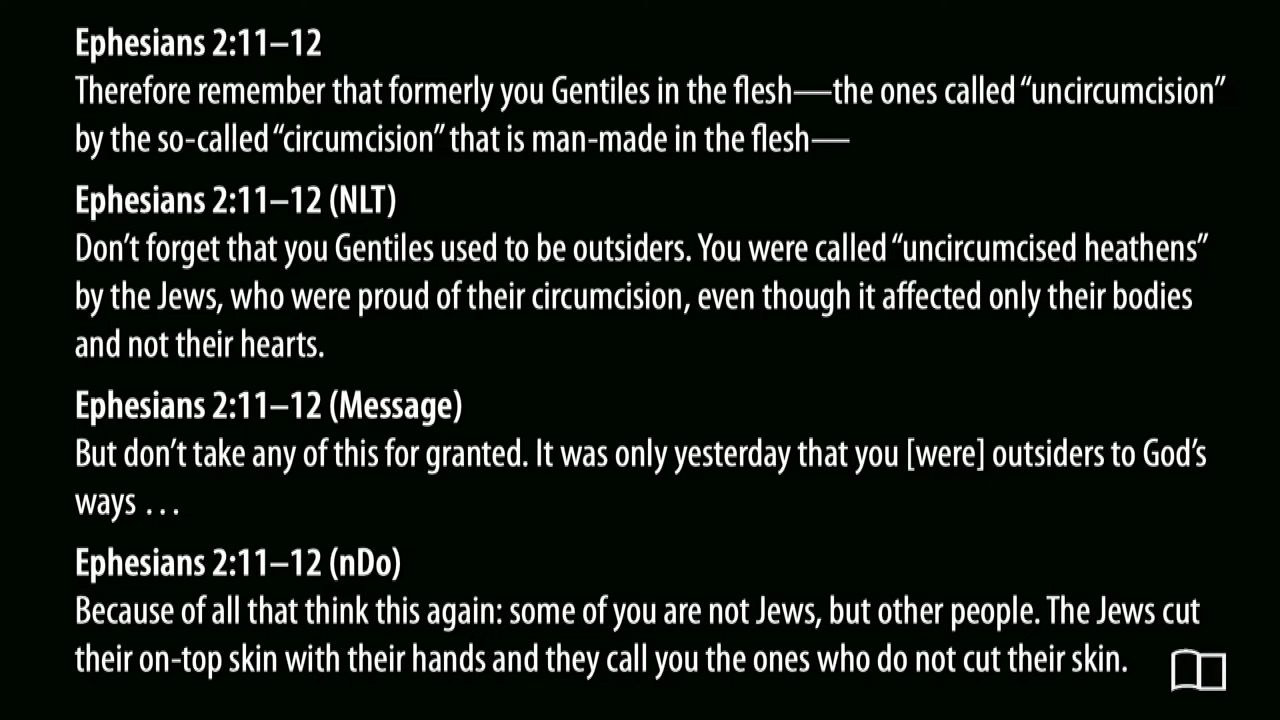 Ephesians 2:11–12
Therefore remember that formerly you Gentiles in the flesh—the ones called “uncircumcision”
by the so-called “circumcision” that is man-made in the flesh—
Ephesians 2:11–12 (NLT)
Don’t forget that you Gentiles used to be outsiders. You were called “uncircumcised heathens”
by the Jews, who were proud of their circumcision, even though it affected only their bodies
and not their hearts.
Ephesians 2:11–12 (Message)
But don’t take any of this for granted. It was only yesterday that you [were] outsiders to God’s
ways …
Ephesians 2:11–12 (nDo)
Because of all that think this again: some of you are not Jews, but other people. The Jews cut
their on-top skin with their hands and they call you the ones who do not cut their skin.